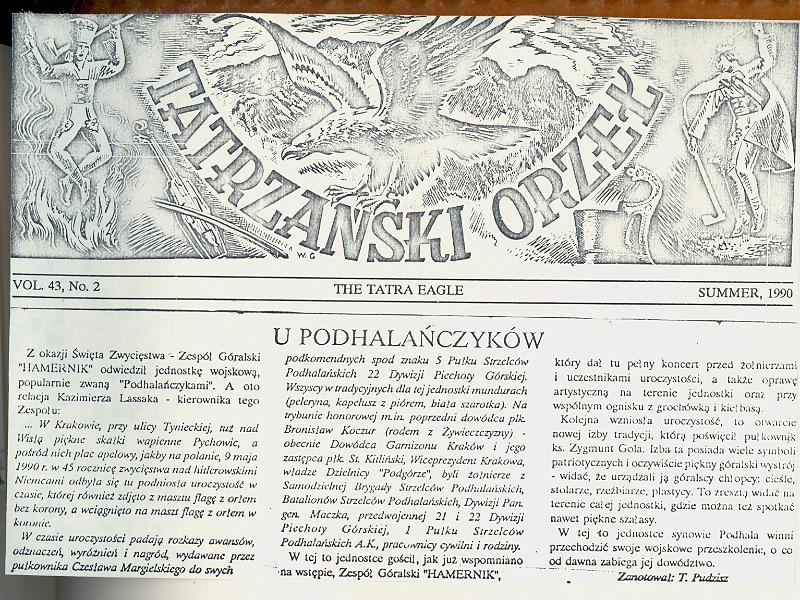 TATRZAŃSKI ORZEŁ
W.G
VOL. 43, No. 2
THE TATRA EAGLE
SUMMER, 1990
U PODHALAŃCZYKÓW
Z okazji Święta Zwycięstwa - Zespół Góralski
"HAMERNIK" odwiedził jednostkę wojskową,
popularnie zwaną "Podhalańczykami". A oto
relacja Kazimierza Lassaka - kierownika tego
Zespołu:
... W Krakowie, przy ulicy Tynieckiej, tuż nad
Wisłą piękne skałki wapienne Pychowic, a
pośród nich plac apelowy, jakby na polanie, 9 maja
1990 r. w 45 rocznicę zwycięstwa nad hitlerowskimi
Niemcami odbyła się tu podniosła uroczystość w
czasie, której również zdjęto z masztu flagę z orłem
bez korony, a wciągnięto na maszt flagę z orłem w
koronie.
W czasie uroczystości padają rozkazy awansów,
odznaczeń, wyróżnień i nagród, wydawane przez
pułkownika Czesława Margielskiego do swych
podkomendnych spod znaku 5 Pułku Strzelców
Podhalańskich 22 Dywizji Piechoty Górskiej.
Wszyscy w tradycyjnych dla tej jednostki mundurach
(peleryna, kapelusz z piórem, biała szarotka). Na
trybunie honorowej m.in. poprzedni dowódca płk.
Bronisław Koczur (rodem z Żywiecczyzny) -
obecnie Dowódca Garnizonu Kraków i jego
zastępca płk. St. Kitliński, Wiceprezydent Krakowa,
władze Dzielnicy "Podgórze", byli żołnierze z
Samodzielnej Brygady Strzelców Podhalańskich,
Batalionów Strzelców Podhalańskich, Dywizji Pan.
gen. Maczka, przedwojennej 21 i 22 Dywizji
Piechoty Górskiej, 1 Pułku Strzelców
Podhalańskich A.K., pracownicy cywilni i rodziny.
W tej to jednostce gościł, jak już wspomniano
na wstępie, Zespół Góralski "HAMERNIK",
który dał tu pełny koncert przed żołnierzami
i uczestnikami uroczystości, a także oprawę
artystyczną na terenie jednostki oraz przy
wspólnym ognisku z grochówką i kiełbasą.
Kolejna wzniosła uroczystość, to otwarcie
nowej izby tradycji, którą poświęcił pułkownik
ks. Zygmunt Gola. Izba ta posiada wiele symboli
patriotycznych i oczywiście piękny góralski wystrój
- widać, że urządzali ją góralscy chłopcy: cieśle,
stolarze, rzeźbiarze, plastycy. To zresztą widać na
terenie całej jednostki, gdzie można też spotkać
nawet piękne szałasy.
W tej to jednostce synowie Podhala winni
przechodzić swoje wojskowe przeszkolenie, o co
od dawna zabiega jej dowództwo.
Zanotował: T. Pudzisz